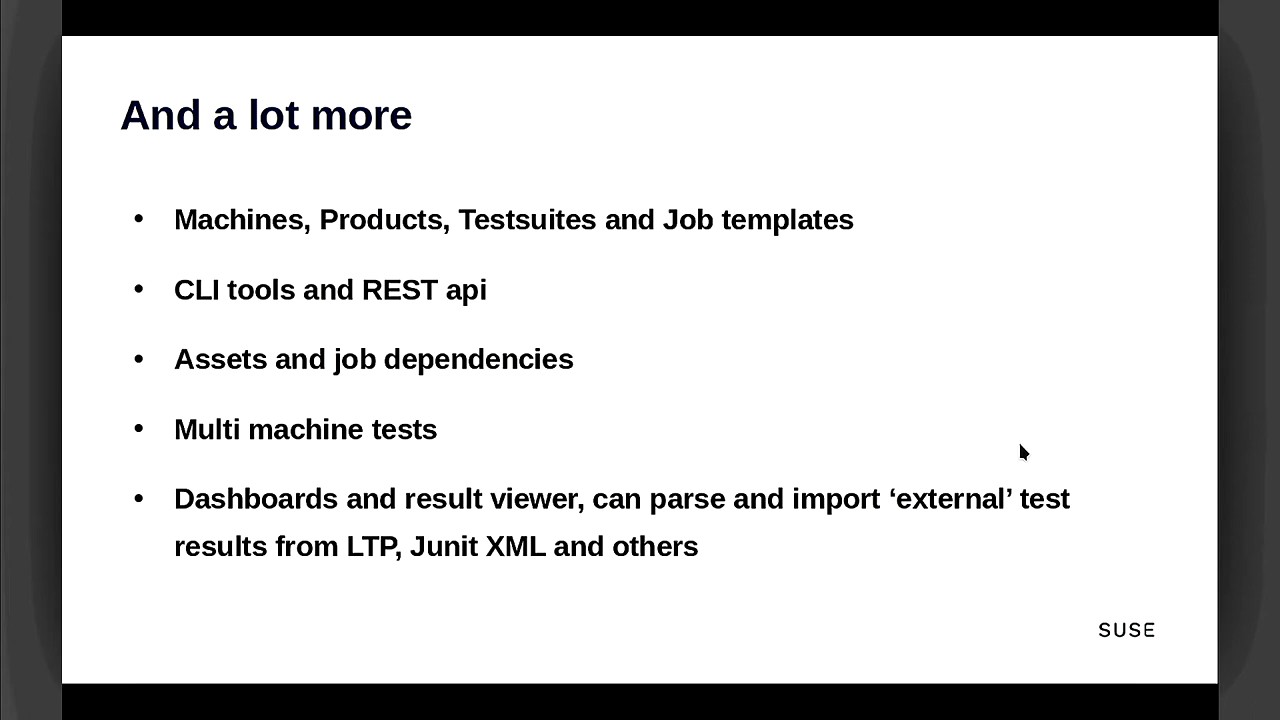 And a lot more
• Machines, Products, Testsuites and Job templates
• CLI tools and REST api
• Assets and job dependencies
• Multi machine tests
• Dashboards and result viewer, can parse and import ‘external’ test
results from LTP, Junit XML and others
SUSE